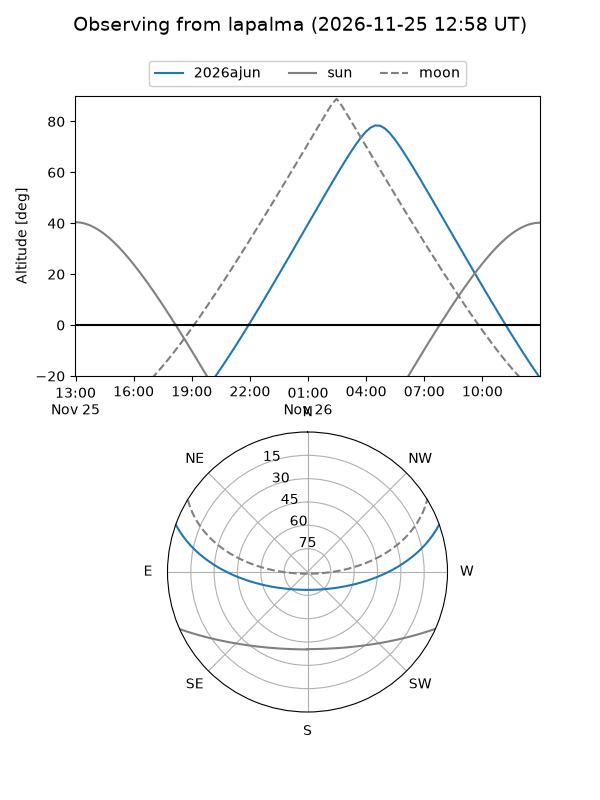 Observing from lapalma (2026-11-25 12:58 UT)
2026ajun sun moon
Altitude [deg]
80
60
40
20
0
−20
13:00 16:00 19:00 22:00 01:00 04:00 07:00 10:00
Nov 25 Nov 26
N
NE NW
15
30
45
60
75
E W
SE SW
S